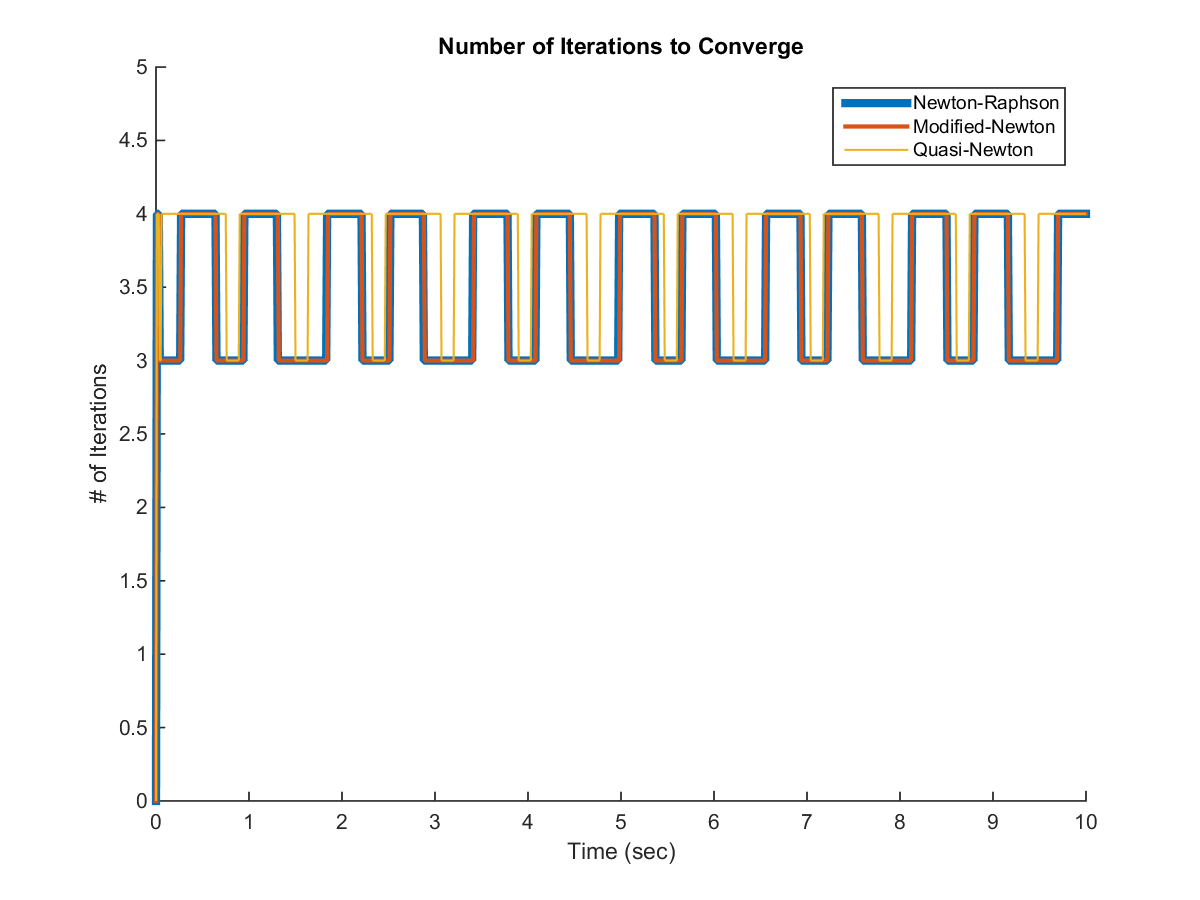 Number of Iterations to Converge
Newton-Raphson
Modified-Newton
Quasi-Newton
5
4.5
4
3.5
3
2.5
2
1.5
1
0.5
0
# of Iterations
0 1 2 3 4 5 6 7 8 9 10
Time (sec)